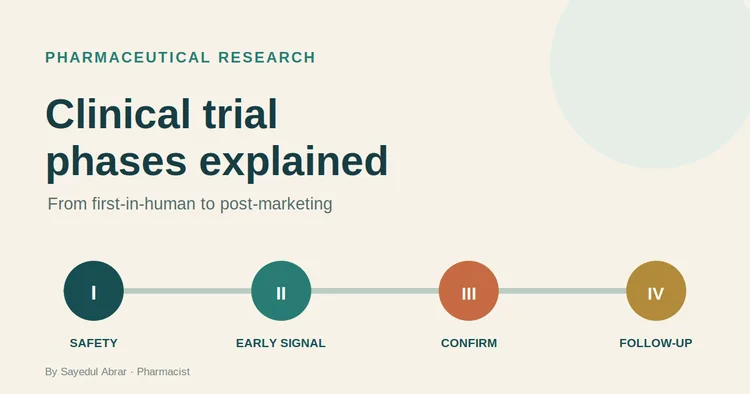 PHARMACEUTICAL RESEARCH
Clinical trial
phases explained
From first-in-human to post-marketing
I II III IV
SAFETY EARLY SIGNAL CONFIRM FOLLOW-UP
By Sayedul Abrar · Pharmacist